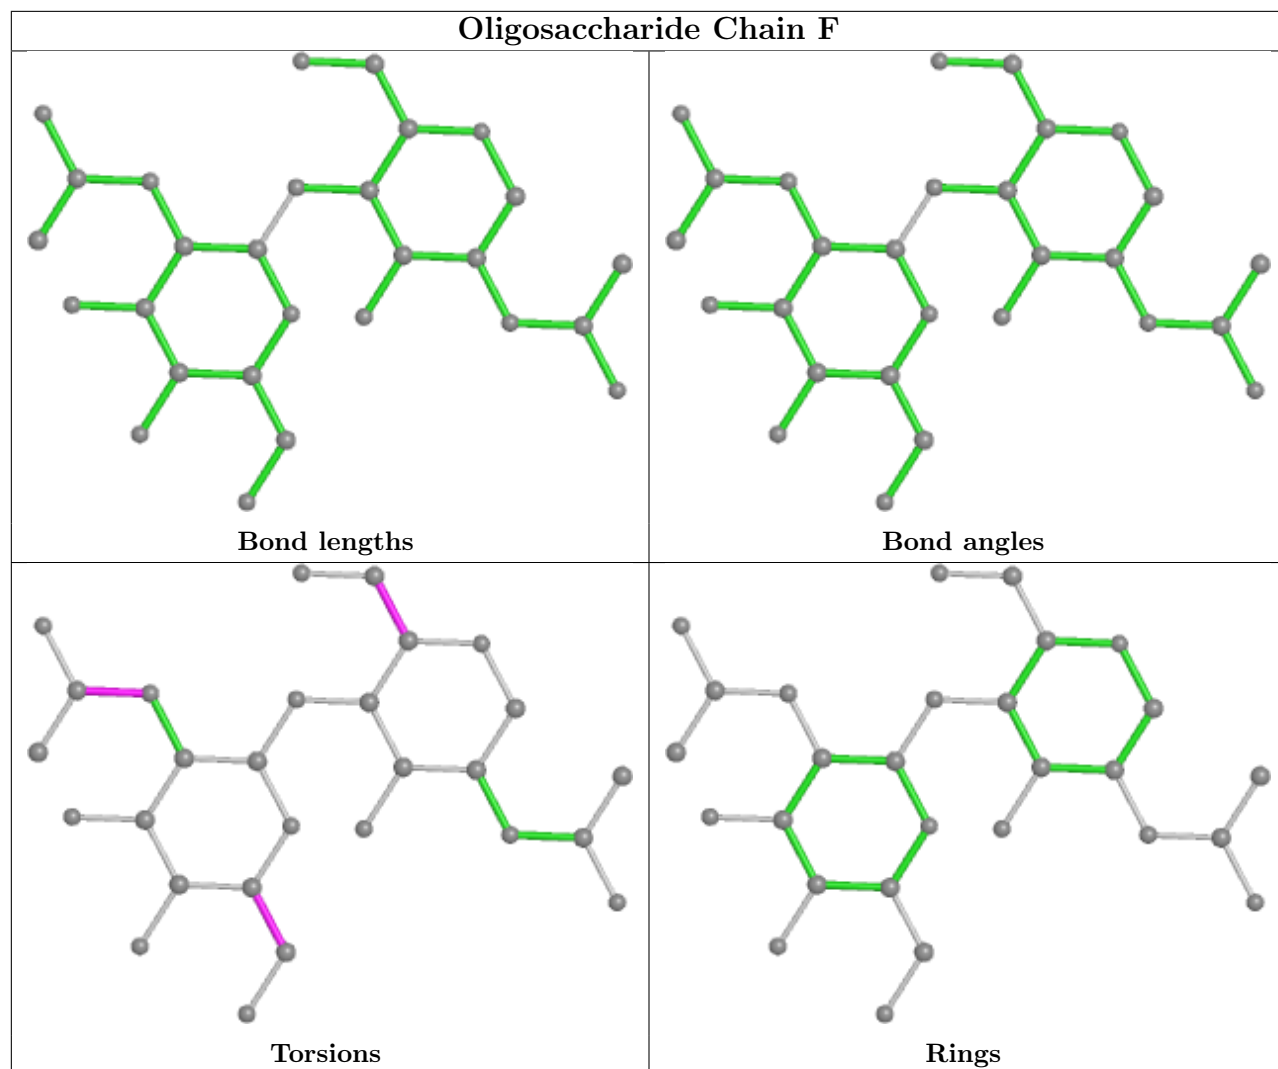 Oligosaccharide Chain F
Bond lengths
Bond angles
Torsions
Rings